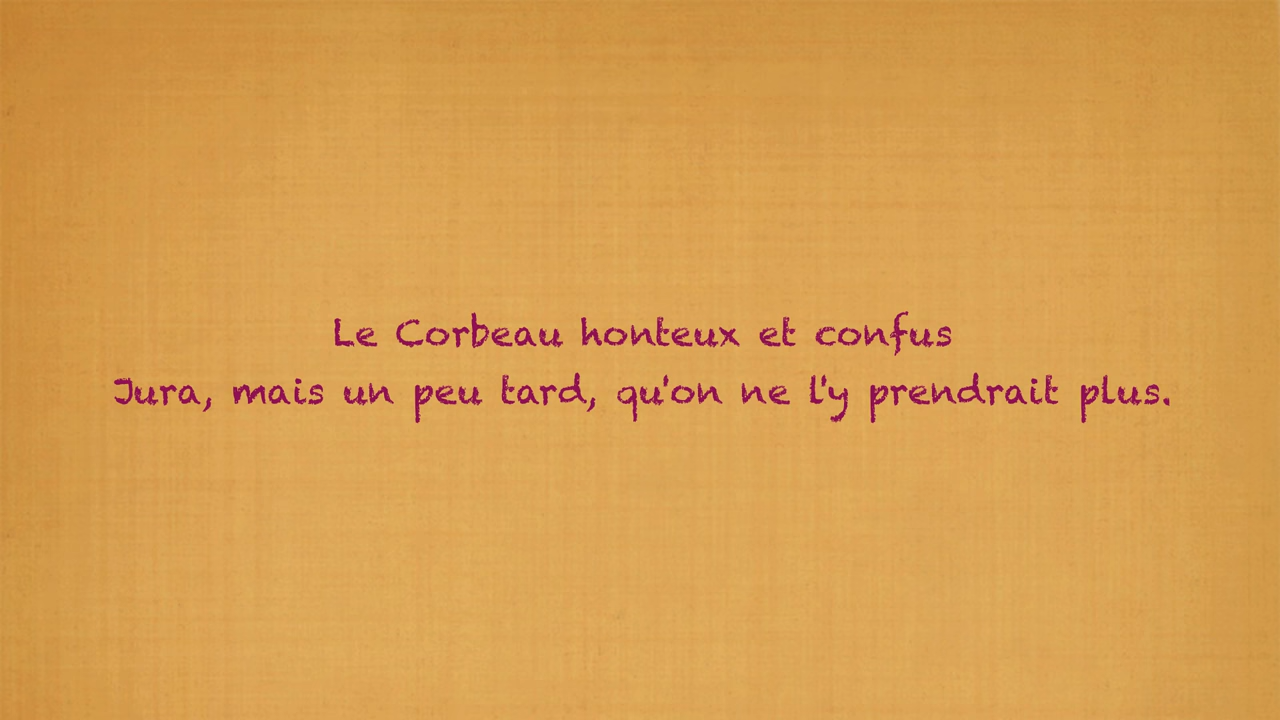 Le Corbeau honteux et confus
Jura, mais un peu tard, qu'on ne l'y prendrait plus.